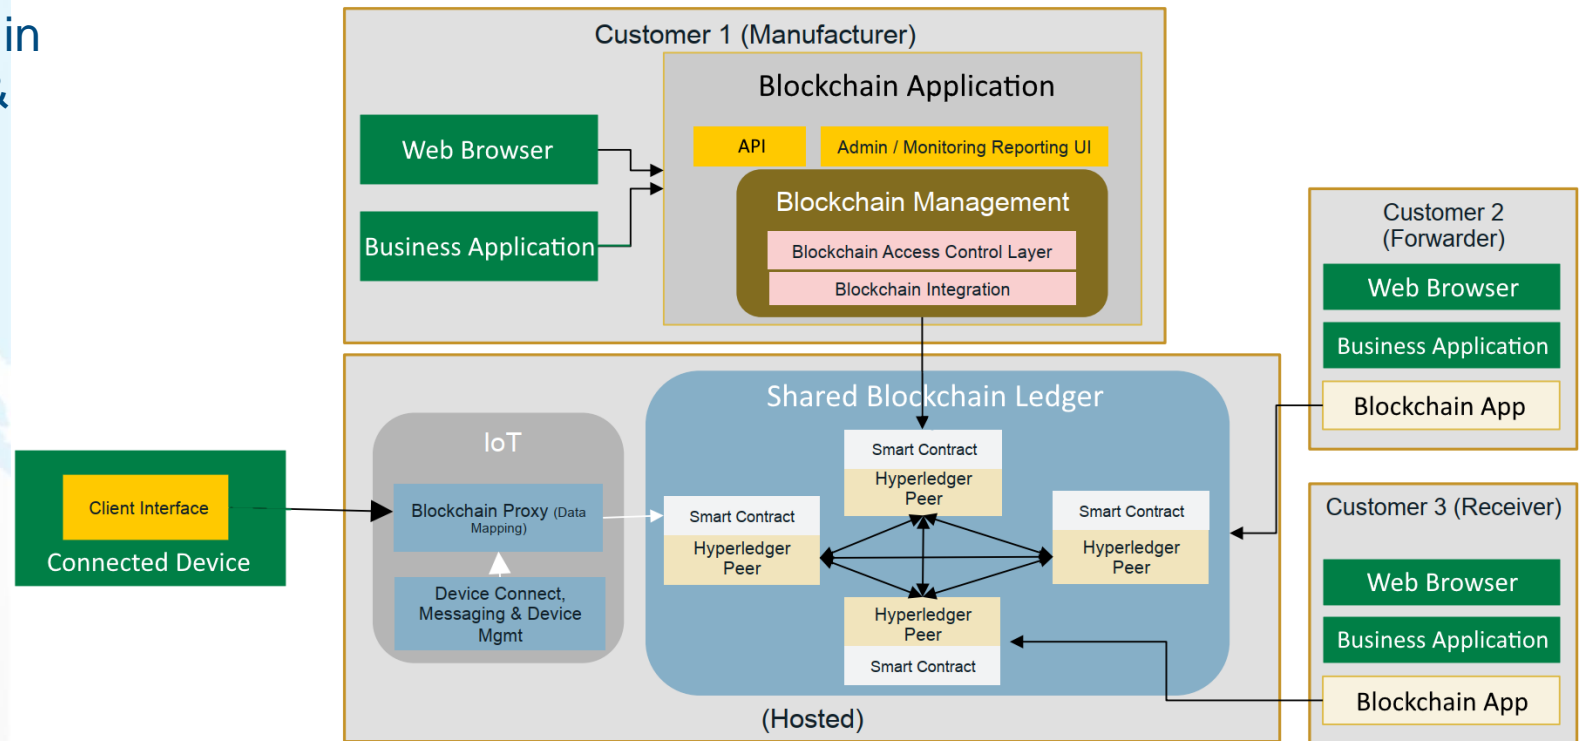 in
&
Customer 1 (Manufacturer)
Blockchain Application
Web Browser
API
Admin / Monitoring Reporting UI
Blockchain Management
Business Application
Blockchain Access Control Layer
Blockchain Integration
Customer 2
(Forwarder)
Web Browser
Business Application
Blockchain App
Shared Blockchain Ledger
IoT
Client Interface
Connected Device
Blockchain Proxy (Data
Mapping)
Device Connect,
Messaging & Device
Mgmt
Smart Contract
Hyperledger
Peer
Smart Contract
Hyperledger
Peer
Smart Contract
Hyperledger
Peer
Hyperledger
Peer
Smart Contract
(Hosted)
Customer 3 (Receiver)
Web Browser
Business Application
Blockchain App